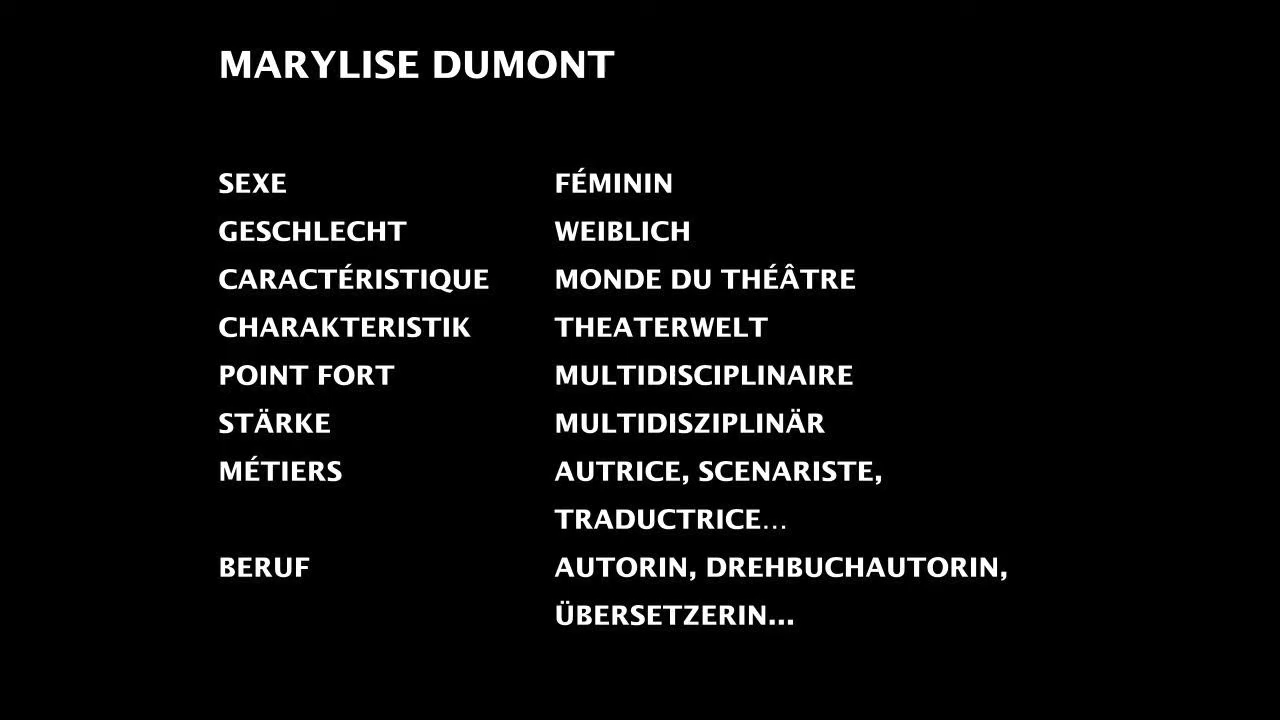 MARYLISE DUMONT
SEXE FÉMININ
GESCHLECHT WEIBLICH
CARACTÉRISTIQUE MONDE DU THÉÂTRE
CHARAKTERISTIK THEATERWELT
POINT FORT MULTIDISCIPLINAIRE
STÄRKE MULTIDISZIPLINÄR
MÉTIERS AUTRICE, SCENARISTE,
TRADUCTRICE…
BERUF AUTORIN, DREHBUCHAUTORIN,
ÜBERSETZERIN...